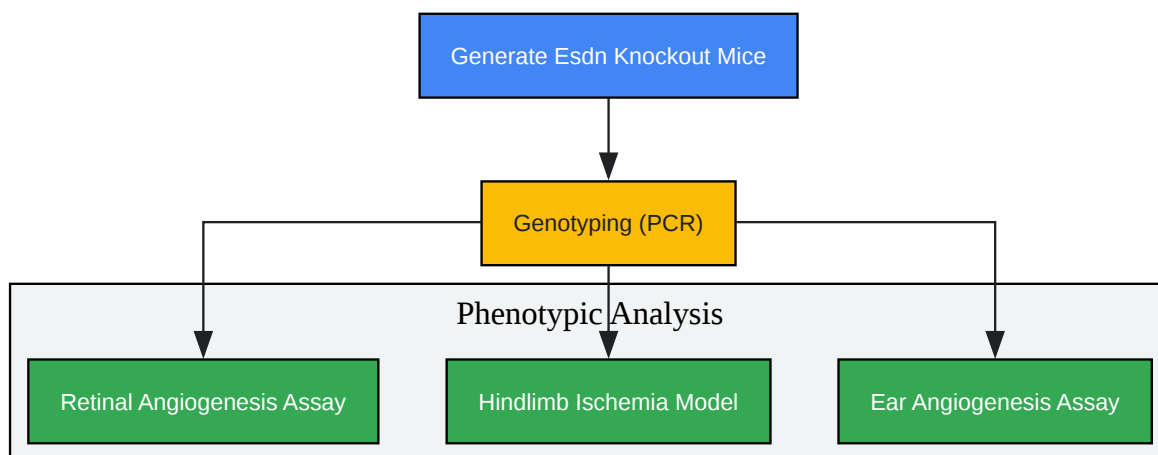 Generate Esdn Knockout Mice
Genotyping (PCR)
Phenotypic Analysis
Retinal Angiogenesis Assay
Hindlimb Ischemia Model
Ear Angiogenesis Assay